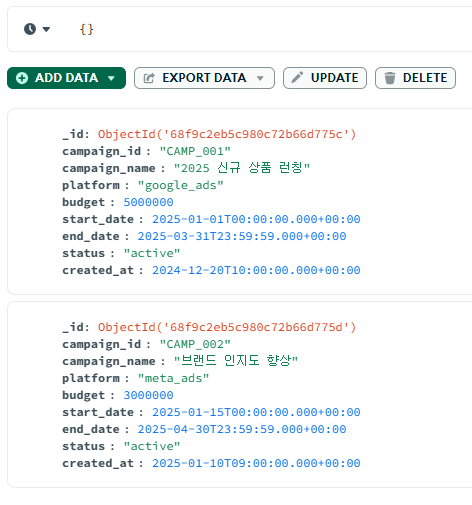 {}
ADD DATA EXPORT DATA UPDATE DELETE
_id: ObjectId('68f9c2eb5c980c72b66d775c')
campaign_id : "CAMP_001"
campaign_name : "2025 신규 상품 런칭"
platform : "google_ads"
budget : 5000000
start_date : 2025-01-01T00:00:00.000+00:00
end_date : 2025-03-31T23:59:59.000+00:00
status : "active"
created_at : 2024-12-20T10:00:00.000+00:00
_id: ObjectId('68f9c2eb5c980c72b66d775d')
campaign_id : "CAMP_002"
campaign_name : "브랜드 인지도 향상"
platform : "meta_ads"
budget : 3000000
start_date : 2025-01-15T00:00:00.000+00:00
end_date : 2025-04-30T23:59:59.000+00:00
status : "active"
created_at : 2025-01-10T09:00:00.000+00:00